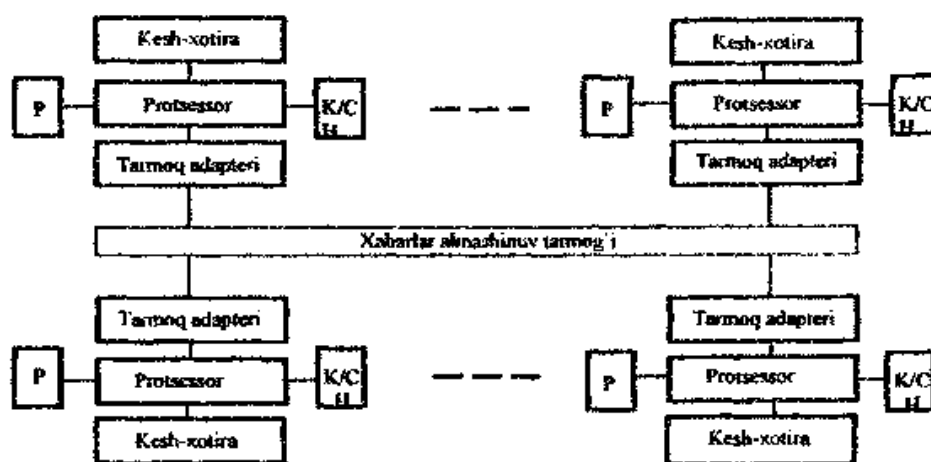 Kesh-xotira
Kesh-xotira
P
Protsessor
K/C
H
P
Protsessor
K/C
H
Tarmoq adapteri
Tarmoq adapteri
Xabarlar almashinuv tarmog`i
Tarmoq adapteri
Tarmoq adapteri
P
Protsessor
K/C
H
P
Protsessor
K/C
H
Kesh-xotira
Kesh-xotira